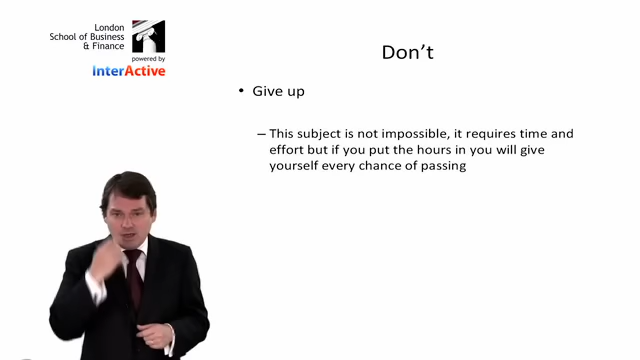 London
School of Business
& Finance
powered by
InterActive
Don't
• Give up
– This subject is not impossible, it requires time and
effort but if you put the hours in you will give
yourself every chance of passing